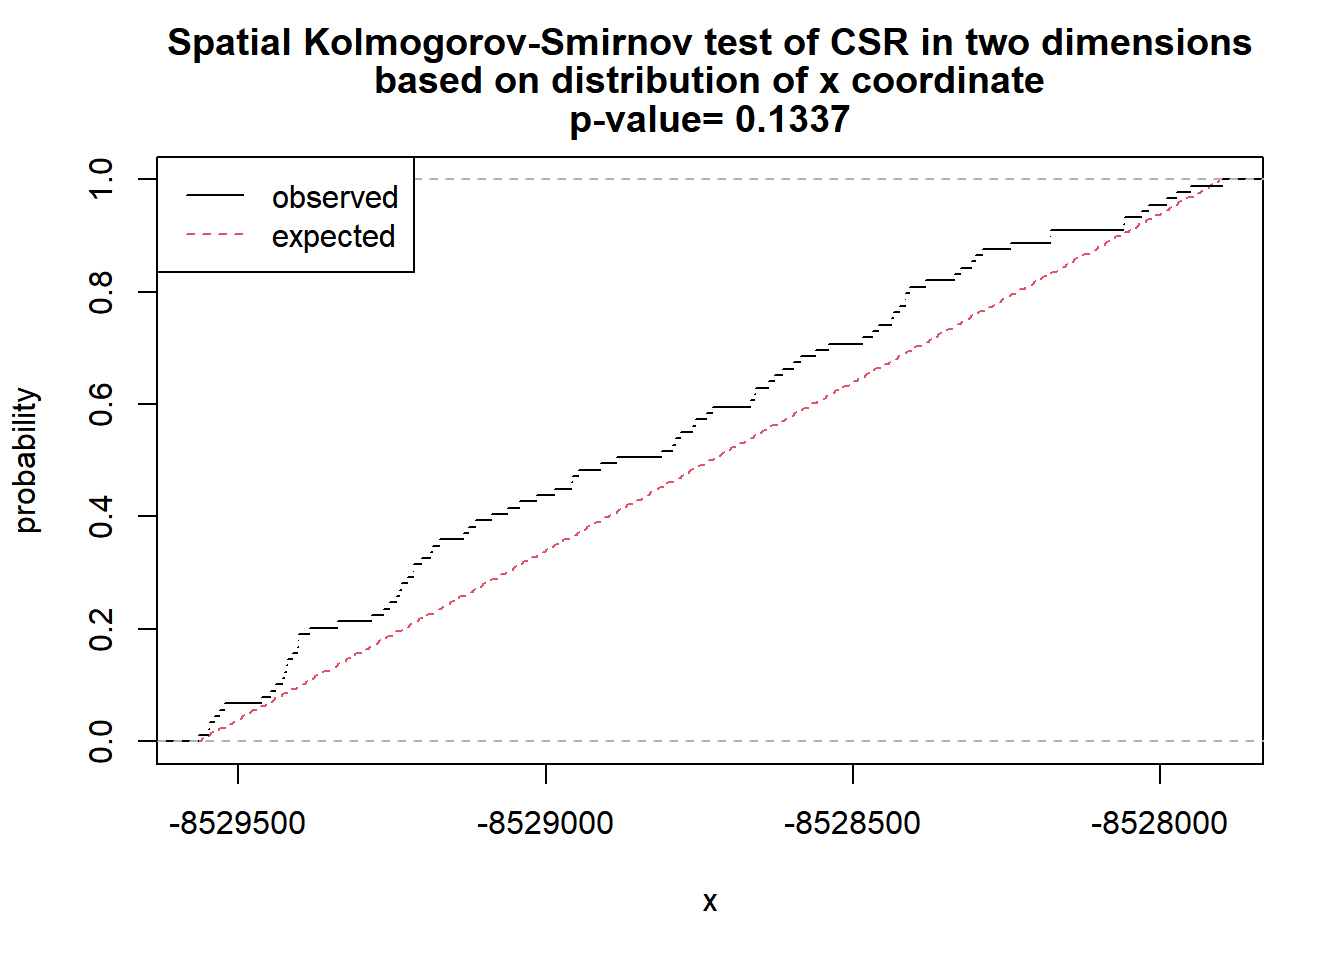 Spatial Kolmogorov-Smirnov test of CSR in two dimensions
based on distribution of x coordinate
p-value= 0.1337
observed
expected
1.0
0.8
0.6
0.4
0.2
0.0
probability
-8529500
-8529000
-8528500
-8528000
x